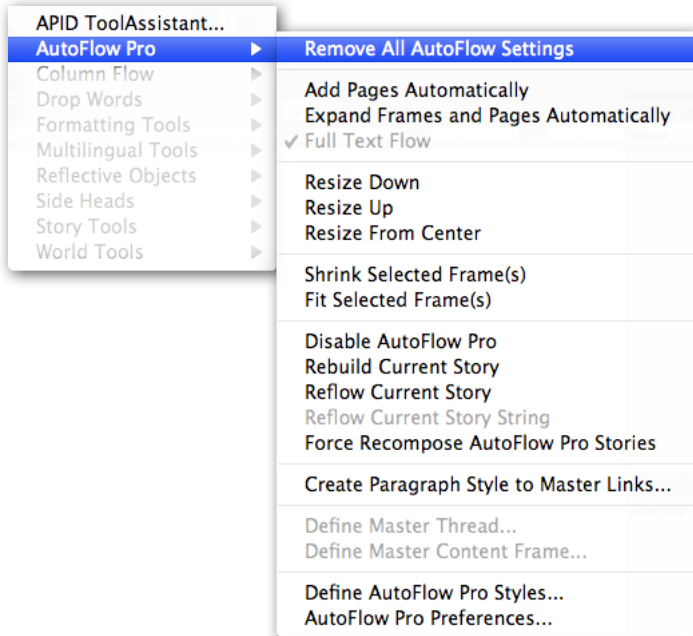 APID ToolAssistant...
AutoFlow Pro
Column Flow
Drop Words
Formatting Tools
Multilingual Tools
Reflective Objects
Side Heads
Story Tools
World Tools
Remove All AutoFlow Settings
Add Pages Automatically
Expand Frames and Pages Automatically
✓ Full Text Flow
Resize Down
Resize Up
Resize From Center
Shrink Selected Frame(s)
Fit Selected Frame(s)
Disable AutoFlow Pro
Rebuild Current Story
Reflow Current Story
Reflow Current Story String
Force Recompose AutoFlow Pro Stories
Create Paragraph Style to Master Links...
Define Master Thread...
Define Master Content Frame...
Define AutoFlow Pro Styles...
AutoFlow Pro Preferences...